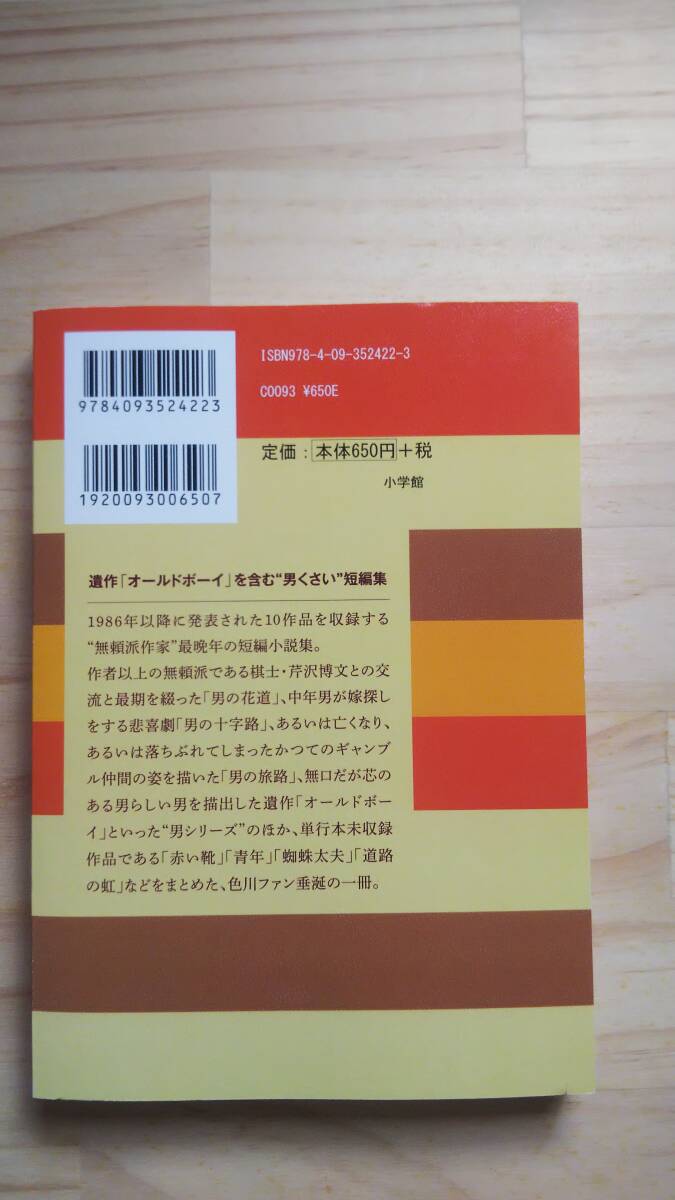 ISBN978-4-09-352422-3
9784093524223
C0093 ¥650E
定価：本体650円+税
1920093006507
小学館
遺作「オールドボーイ」を含む“男くさい”短編集
1986年以降に発表された10作品を収録する
“無頼派作家”最晩年の短編小説集。
作者以上の無頼派である棋士・芹沢博文との交
流と最期を綴った「男の花道」、中年男が嫁探し
をする悲喜劇「男の十字路」、あるいは亡くなり、
あるいは落ちぶれてしまったかつてのギャンブ
ル仲間の姿を描いた「男の旅路」、無口だが芯の
ある男らしい男を描出した遺作「オールドボー
イ」といった“男シリーズ”のほか、単行本未収録
作品である「赤い靴」「青年」「蜘蛛太夫」「道路
の虹」などをまとめた、色川ファン垂涎の一冊。